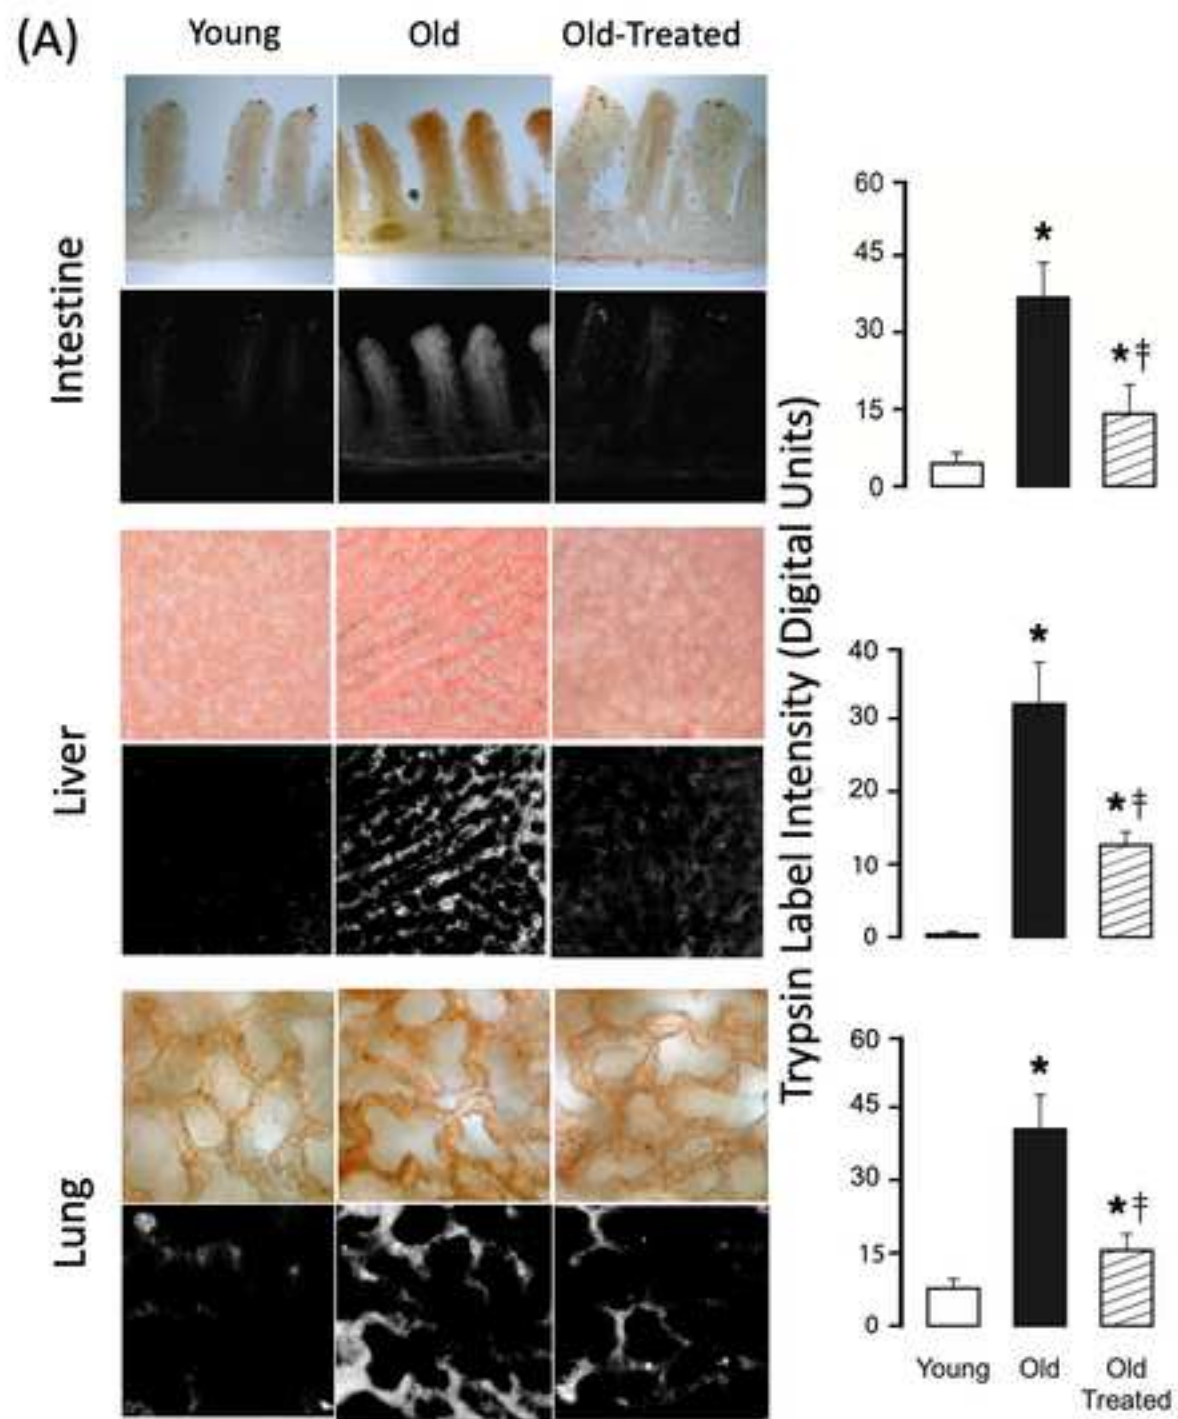 (A)
Young Old Old-Treated
Intestine
60
45
30
15
0
*
*‡
Liver
Trypsin Label Intensity (Digital Units)
40
30
20
10
0
*
*‡
Lung
60
45
30
15
0
*
*‡
Young Old Old
Treated